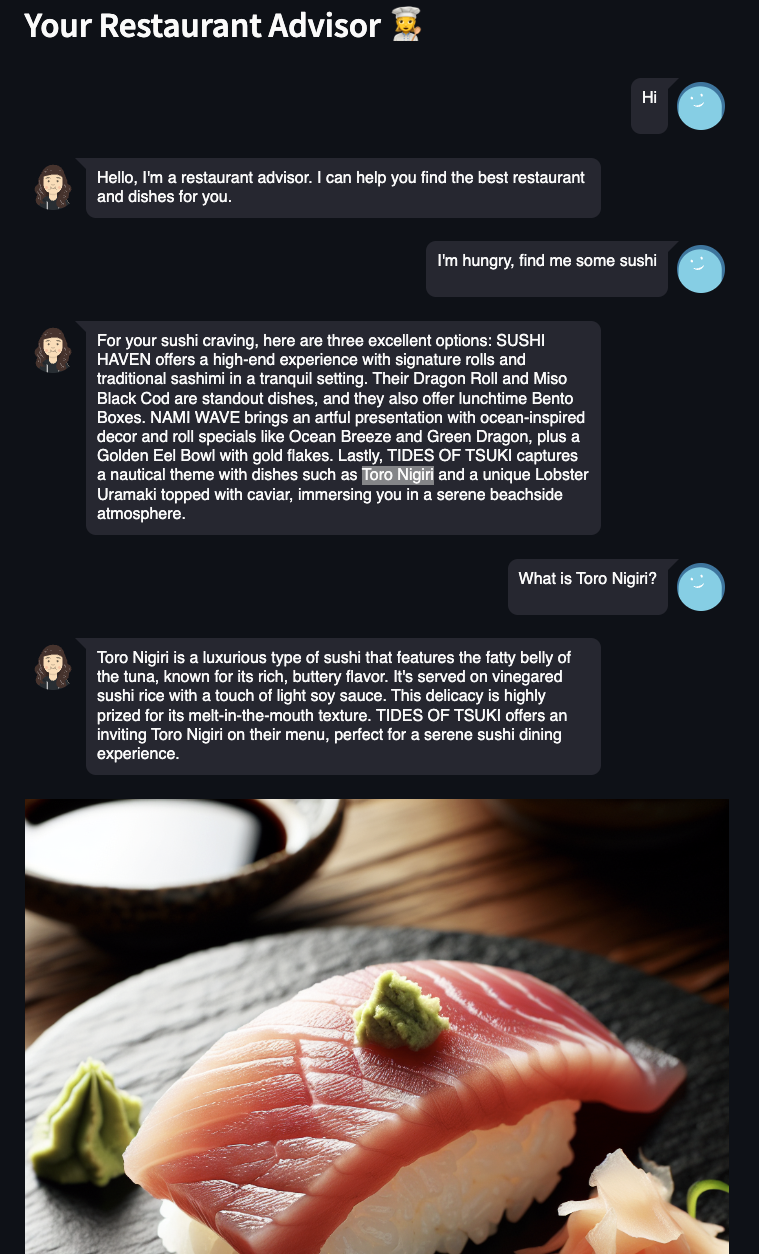 Your Restaurant Advisor 👩‍🍳
Hi
Hello, I'm a restaurant advisor. I can help you find the best restaurant
and dishes for you.
I'm hungry, find me some sushi
For your sushi craving, here are three excellent options: SUSHI
HAVEN offers a high-end experience with signature rolls and
traditional sashimi in a tranquil setting. Their Dragon Roll and Miso
Black Cod are standout dishes, and they also offer lunchtime Bento
Boxes. NAMI WAVE brings an artful presentation with ocean-inspired
decor and roll specials like Ocean Breeze and Green Dragon, plus a
Golden Eel Bowl with gold flakes. Lastly, TIDES OF TSUKI captures
a nautical theme with dishes such as Toro Nigiri and a unique Lobster
Uramaki topped with caviar, immersing you in a serene beachside
atmosphere.
What is Toro Nigiri?
Toro Nigiri is a luxurious type of sushi that features the fatty belly of
the tuna, known for its rich, buttery flavor. It's served on vinegared
sushi rice with a touch of light soy sauce. This delicacy is highly
prized for its melt-in-the-mouth texture. TIDES OF TSUKI offers an
inviting Toro Nigiri on their menu, perfect for a serene sushi dining
experience.